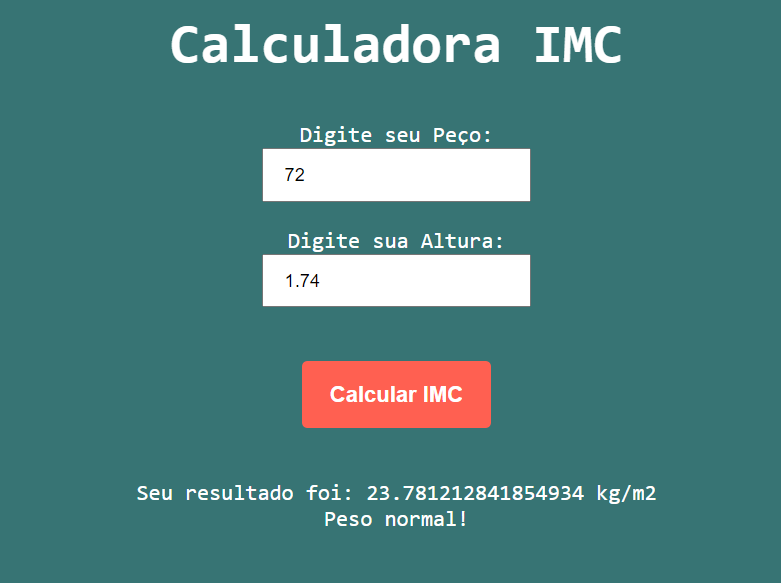 Calculadora IMC
Digite seu Peço:
72
Digite sua Altura:
1.74
Calcular IMC
Seu resultado foi: 23.781212841854934 kg/m2
Peso normal!